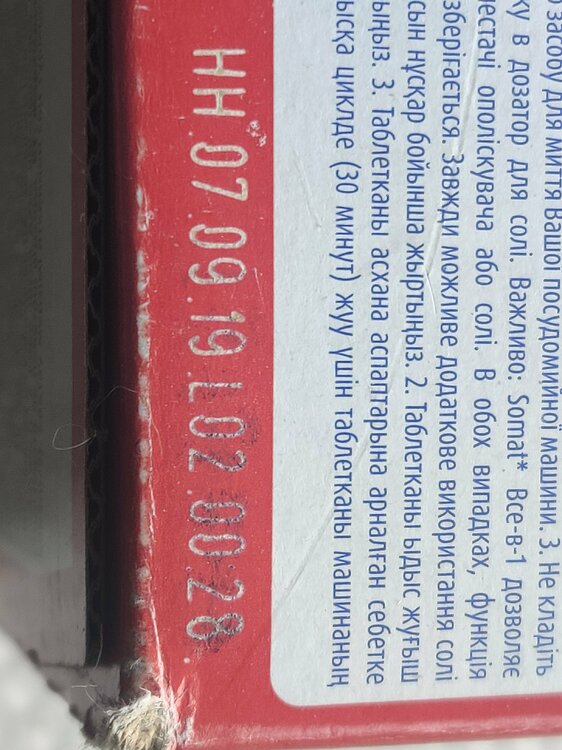 засобу для миття Вашої посудомийної машини. 3. Не кладіть
ку в дозатор для солі. Важливо: Somat* Все-в-1 дозволяє
нестачі ополіскувача або солі. В обох випадках, функція
зберігається. Завжди можливе додаткове використання солі
сын нұсқар бойынша жыртыңыз. 2. Таблетканы ыдыс жуғыш
ыңыз. 3. Таблетканы асхана аспаптарына арналған себетке
ыска циклде (30 минут) жуу үшін таблетканы машинаның
HH.07.09.19.L02.00:28.